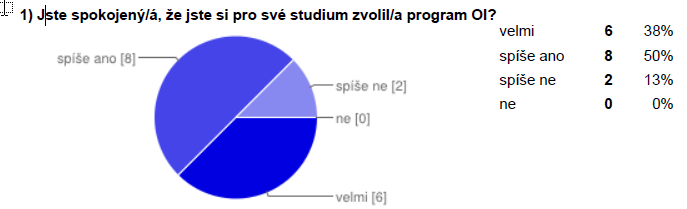 1) Jste spokojený/á, že jste si pro své studium zvolil/a program OI?
velmi 6 38%
spíše ano 8 50%
spíše ne 2 13%
ne 0 0%
spíše ano [8]
spíše ne [2]
ne [0]
velmi [6]